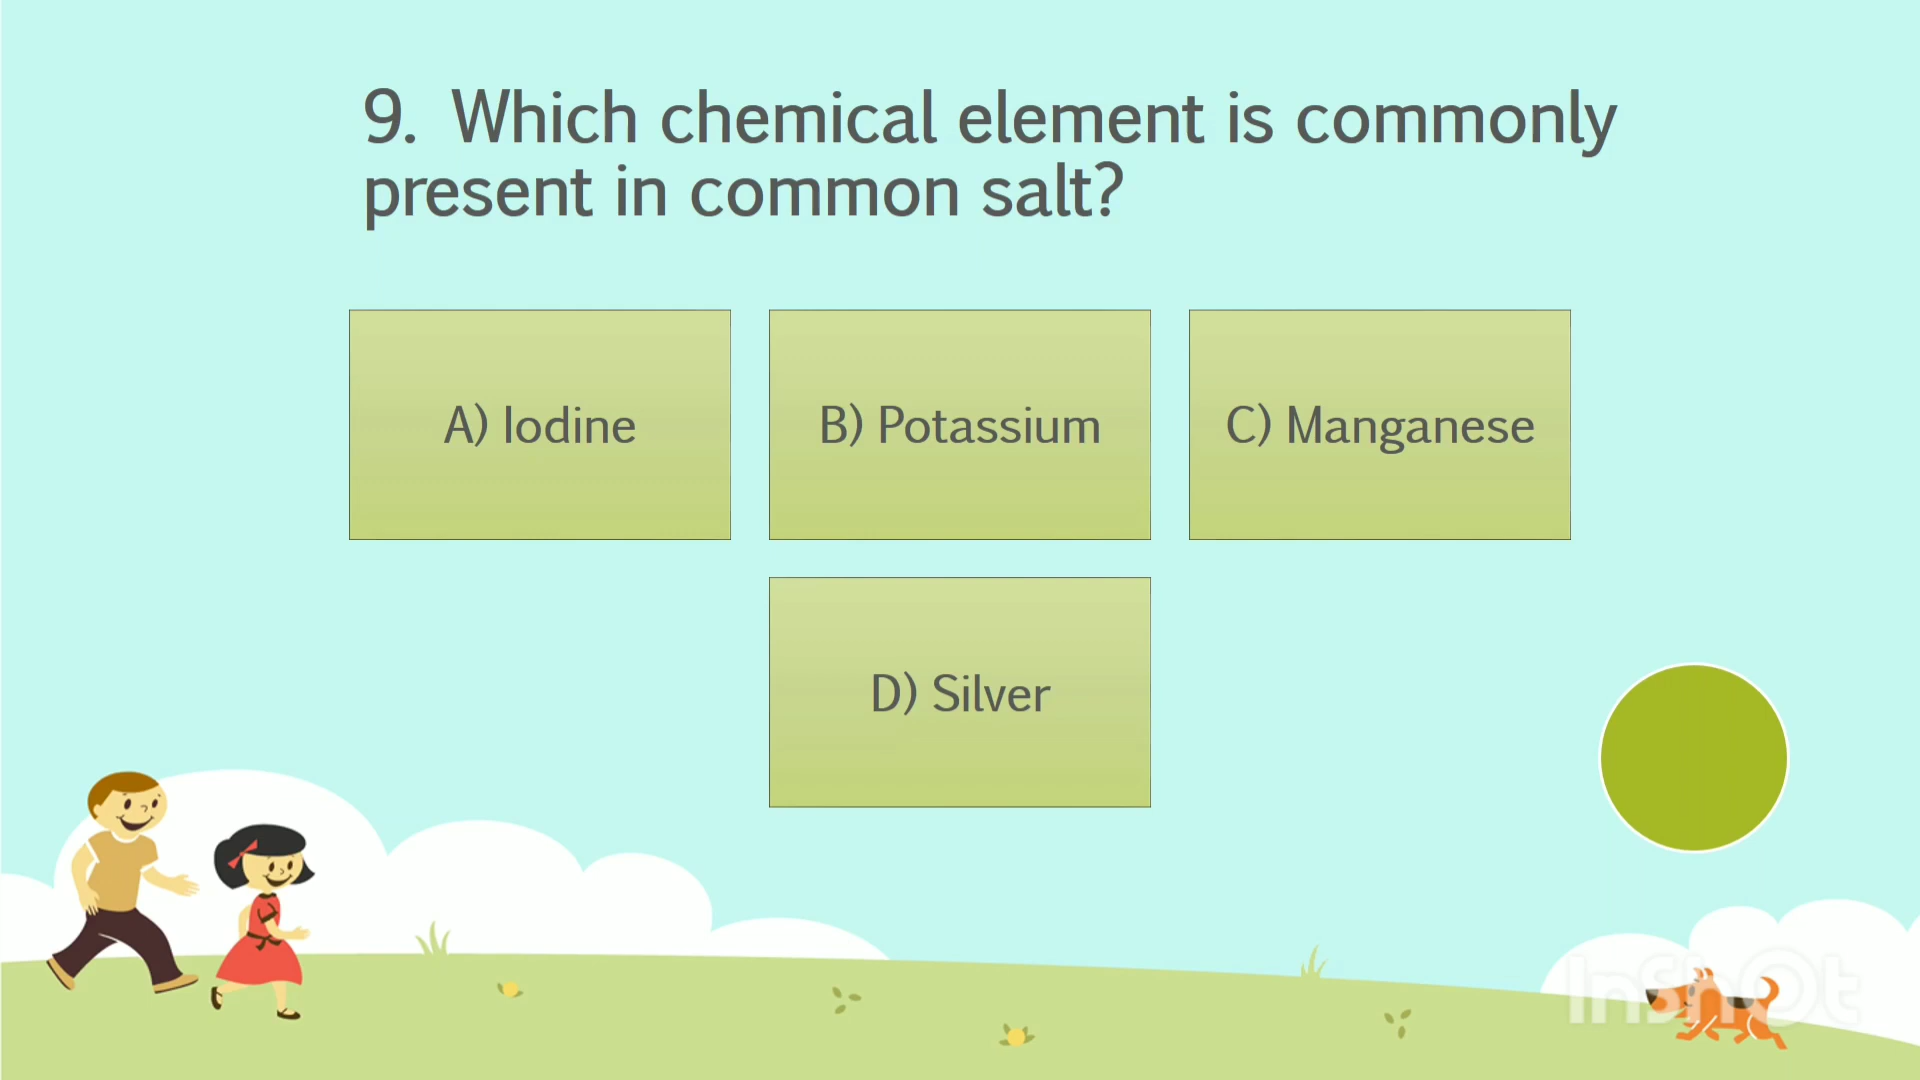 9. Which chemical element is commonly
present in common salt?
A) Iodine
B) Potassium
C) Manganese
D) Silver
InShOt